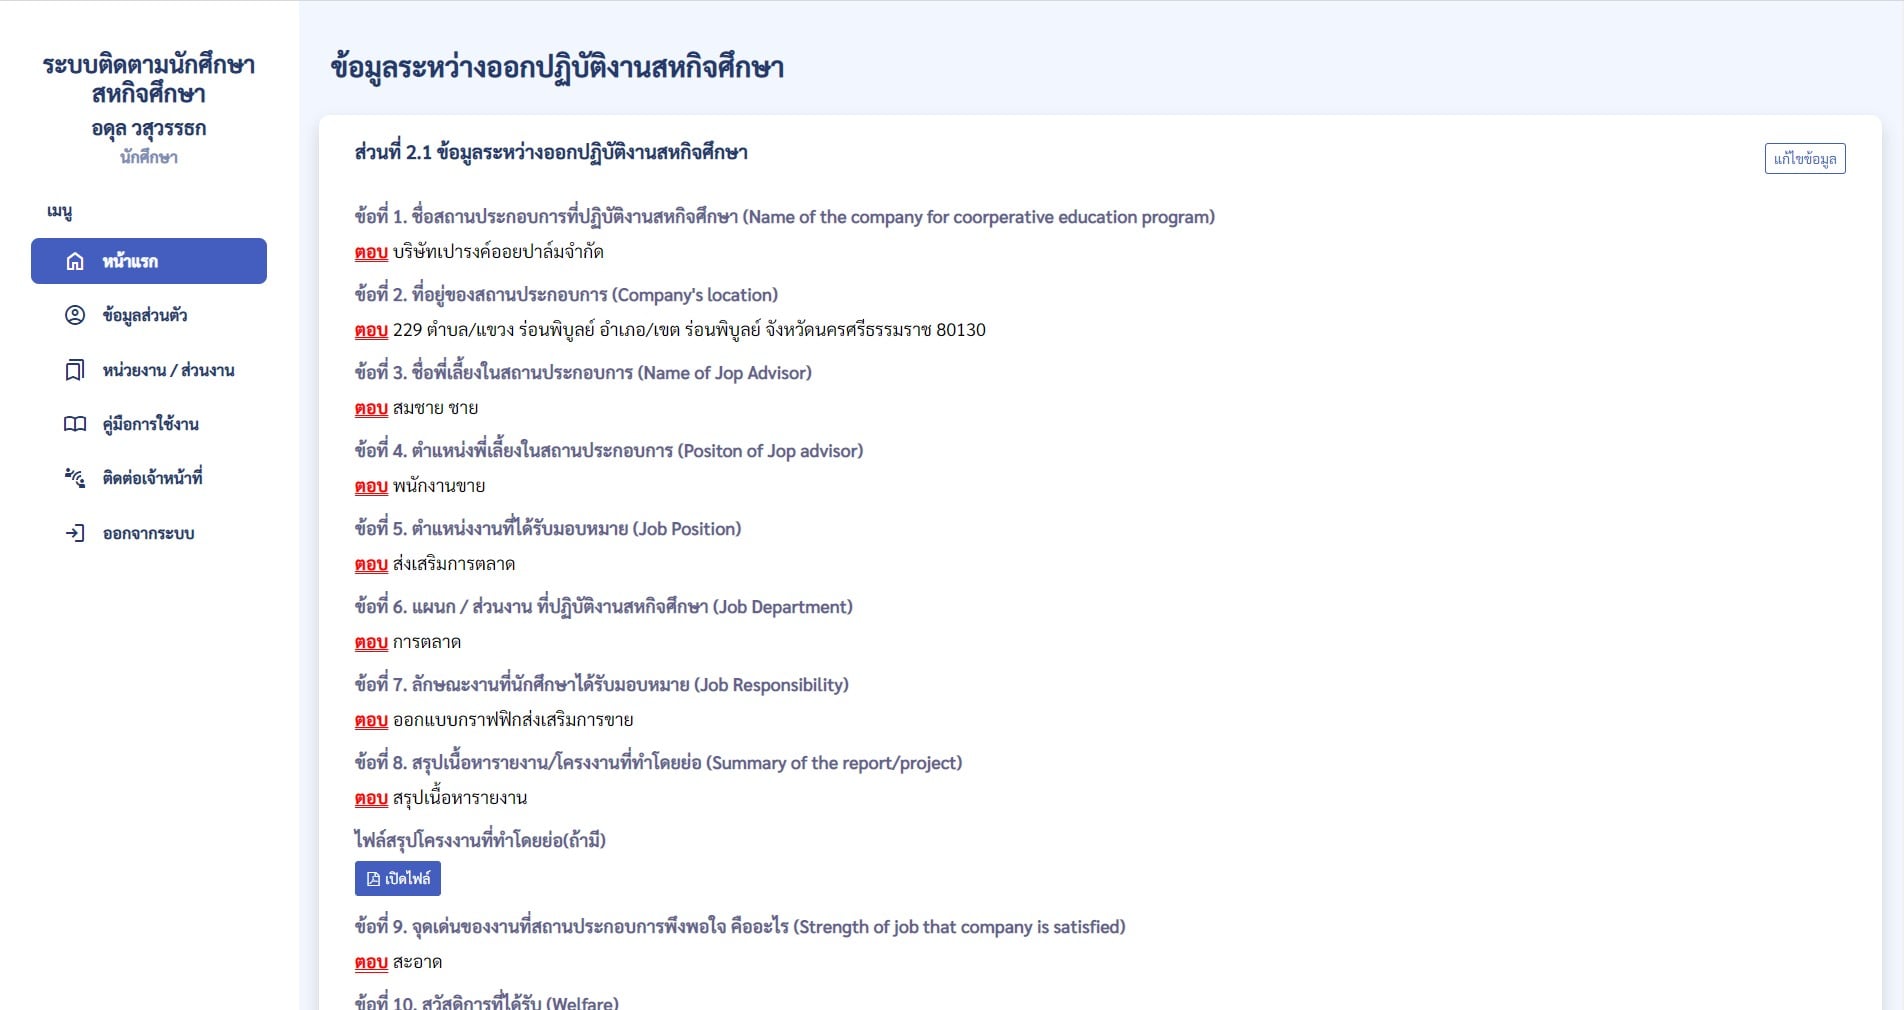 ระบบติดตามนักศึกษา
สหกิจศึกษา
อดุล วสุวรรธก
นักศึกษา
เมนู
หน้าแรก
ข้อมูลส่วนตัว
หน่วยงาน / ส่วนงาน
คู่มือการใช้งาน
ติดต่อเจ้าหน้าที่
ออกจากระบบ
ข้อมูลระหว่างออกปฏิบัติงานสหกิจศึกษา
ส่วนที่ 2.1 ข้อมูลระหว่างออกปฏิบัติงานสหกิจศึกษา
แก้ไขข้อมูล
ข้อที่ 1. ชื่อสถานประกอบการที่ปฏิบัติงานสหกิจศึกษา (Name of the company for coorperative education program)
ตอบ บริษัทเปารงค์ออยปาล์มจำกัด
ข้อที่ 2. ที่อยู่ของสถานประกอบการ (Company's location)
ตอบ 229 ตำบล/แขวง ร่อนพิบูลย์ อำเภอ/เขต ร่อนพิบูลย์ จังหวัดนครศรีธรรมราช 80130
ข้อที่ 3. ชื่อพี่เลี้ยงในสถานประกอบการ (Name of Jop Advisor)
ตอบ สมชาย ชาย
ข้อที่ 4. ตำแหน่งพี่เลี้ยงในสถานประกอบการ (Positon of Jop advisor)
ตอบ พนักงานขาย
ข้อที่ 5. ตำแหน่งงานที่ได้รับมอบหมาย (Job Position)
ตอบ ส่งเสริมการตลาด
ข้อที่ 6. แผนก / ส่วนงาน ที่ปฏิบัติงานสหกิจศึกษา (Job Department)
ตอบ การตลาด
ข้อที่ 7. ลักษณะงานที่นักศึกษาได้รับมอบหมาย (Job Responsibility)
ตอบ ออกแบบกราฟฟิกส่งเสริมการขาย
ข้อที่ 8. สรุปเนื้อหารายงาน/โครงงานที่ทำโดยย่อ (Summary of the report/project)
ตอบ สรุปเนื้อหารายงาน
ไฟล์สรุปโครงงานที่ทำโดยย่อ(ถ้ามี)
เปิดไฟล์
ข้อที่ 9. จุดเด่นของงานที่สถานประกอบการพึงพอใจ คืออะไร (Strength of job that company is satisfied)
ตอบ สะอาด
ข้อที่ 10. สวัสดิการที่ได้รับ (Welfare)